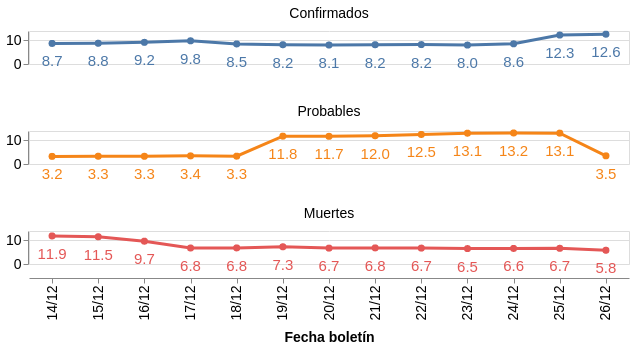 Confirmados
10
0
8.7 8.8 9.2 9.8 8.5 8.2 8.1 8.2 8.2 8.0 8.6 12.3 12.6
Probables
10
0
3.2 3.3 3.3 3.4 3.3 11.8 11.7 12.0 12.5 13.1 13.2 13.1 3.5
Muertes
10
0
11.9 11.5 9.7 6.8 6.8 7.3 6.7 6.8 6.7 6.5 6.6 6.7 5.8
14/12 15/12 16/12 17/12 18/12 19/12 20/12 21/12 22/12 23/12 24/12 25/12 26/12
Fecha boletín